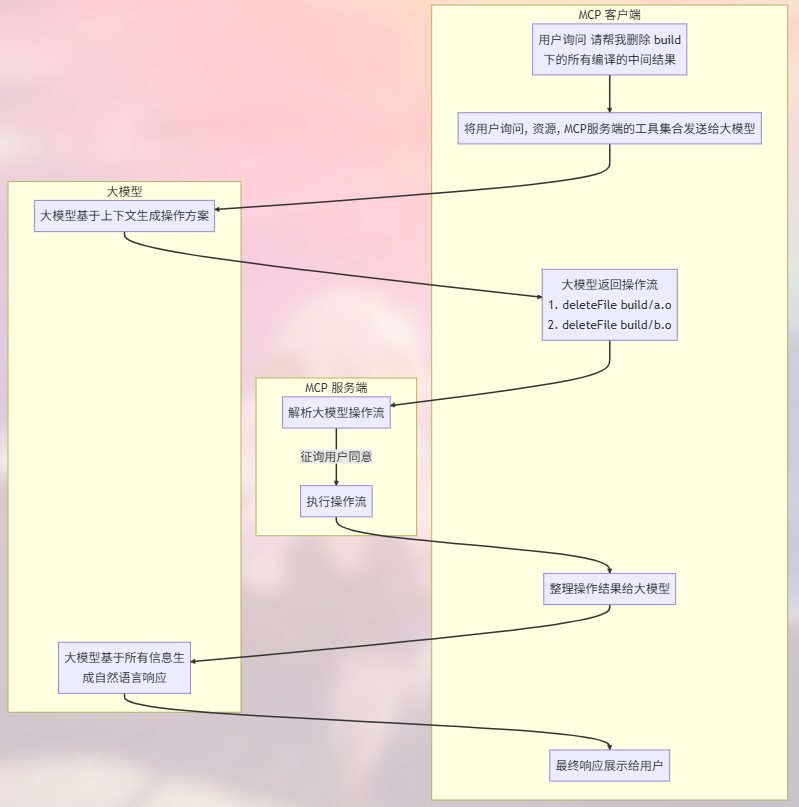 MCP 客户端
用户询问 请帮我删除 build
下的所有编译的中间结果
将用户询问, 资源, MCP服务端的工具集合发送给大模型
大模型
大模型基于上下文生成操作方案
大模型返回操作流
1. deleteFile build/a.o
2. deleteFile build/b.o
MCP 服务端
解析大模型操作流
征询用户同意
执行操作流
整理操作结果给大模型
大模型基于所有信息生
成自然语言响应
最终响应展示给用户